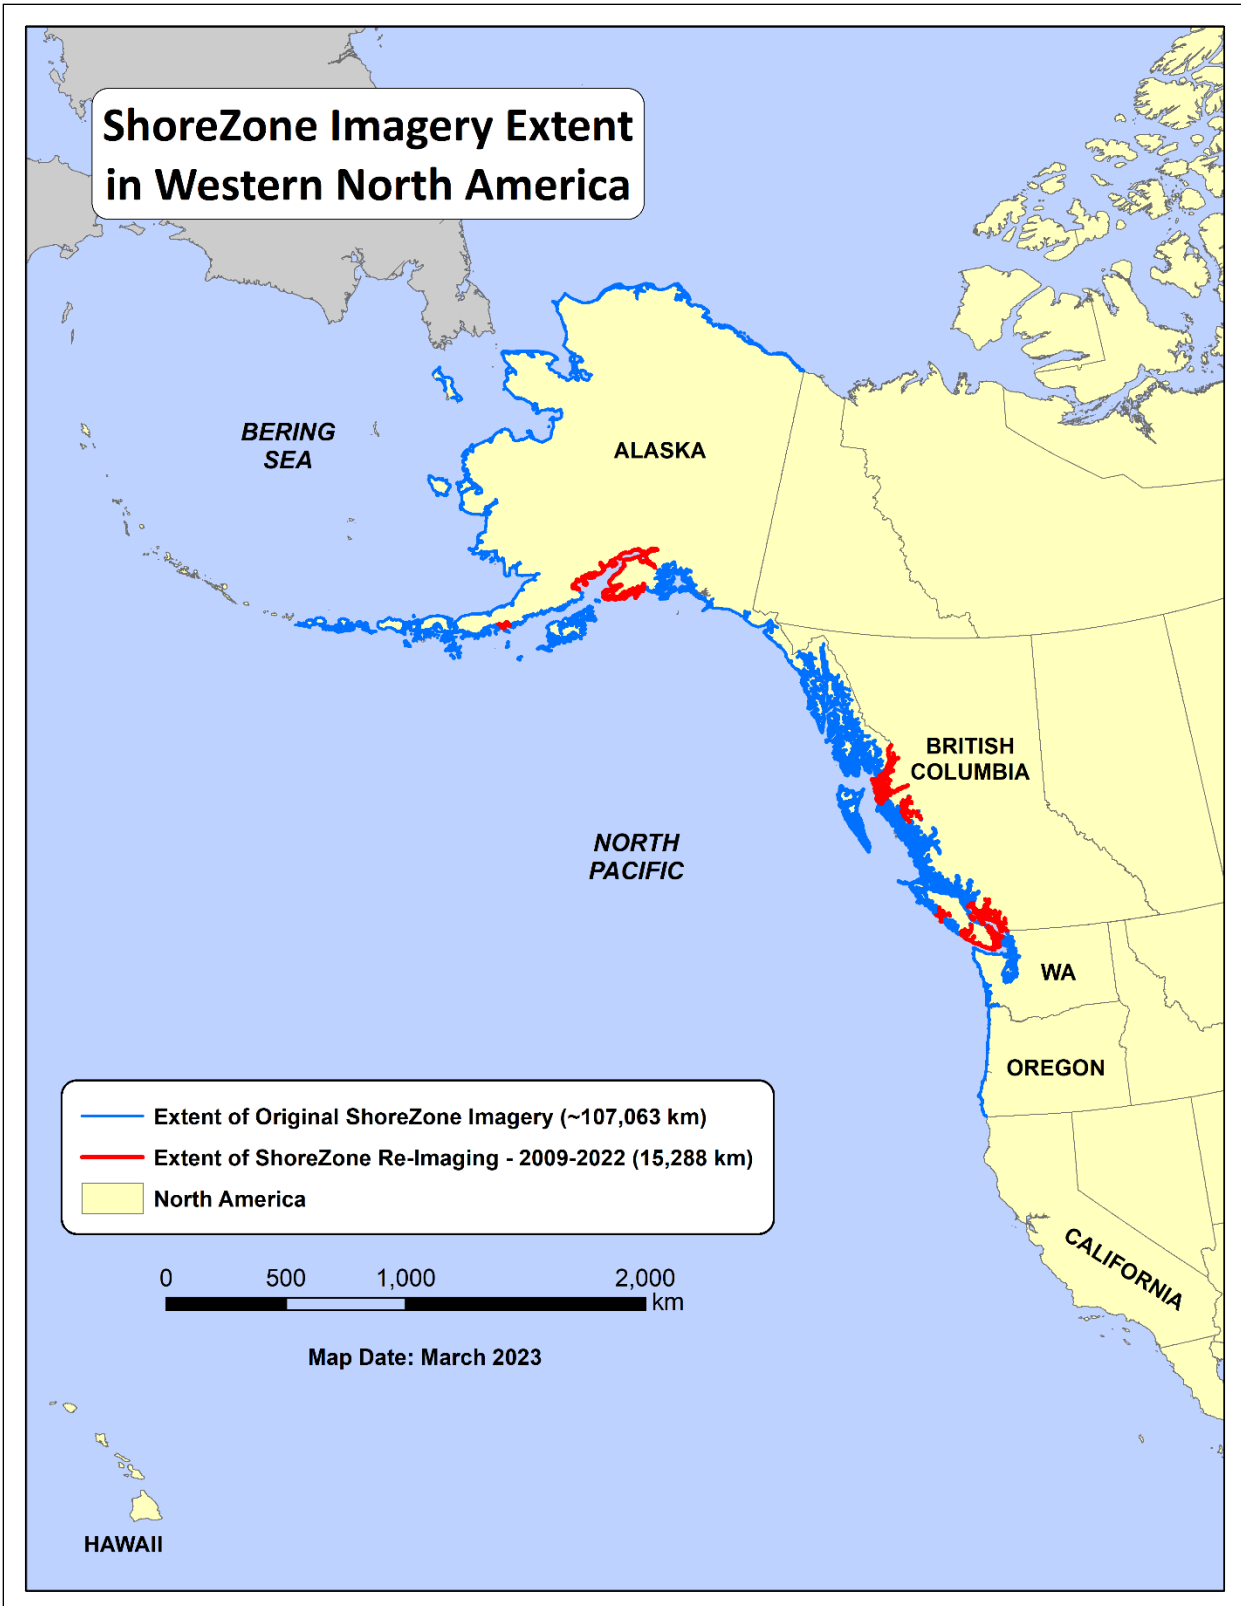 ShoreZone Imagery Extent
in Western North America
BERING
SEA
ALASKA
BRITISH
COLUMBIA
NORTH
PACIFIC
WA
OREGON
Extent of Original ShoreZone Imagery (~107,063 km)
Extent of ShoreZone Re-Imaging - 2009-2022 (15,288 km)
North America
CALIFORNIA
0 500 1,000 2,000
km
Map Date: March 2023
HAWAII